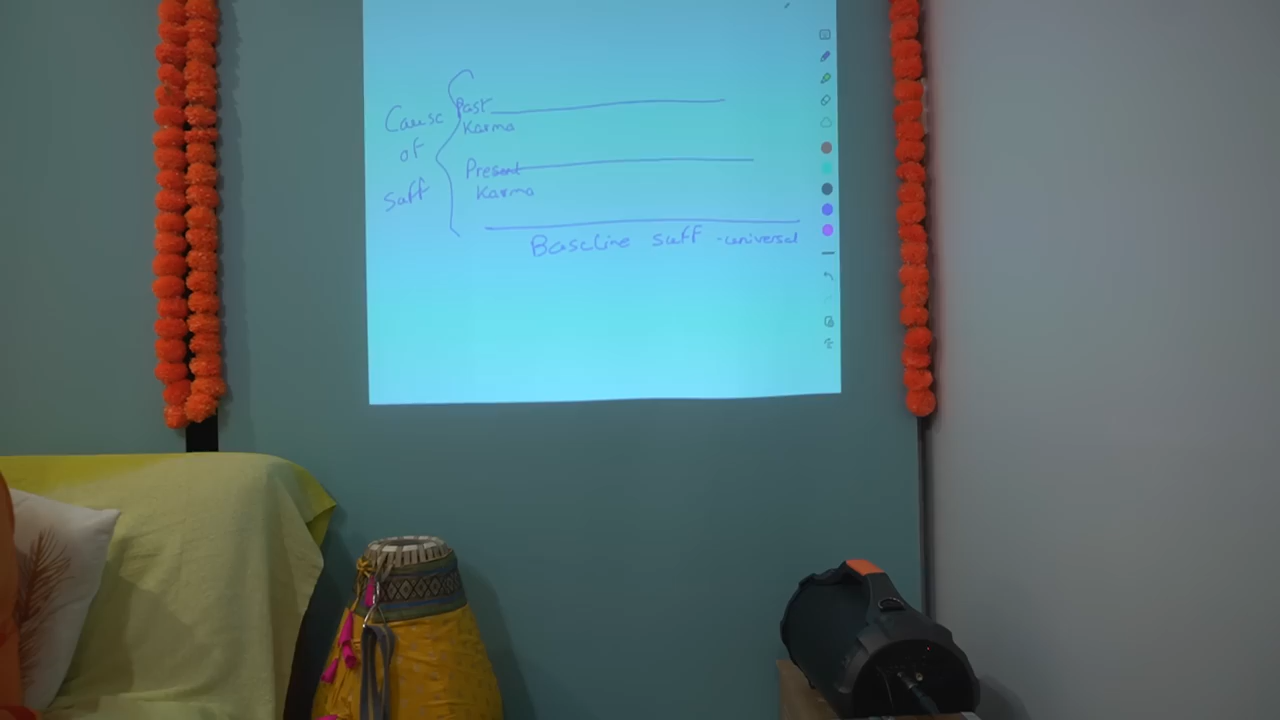 Cause
of
Suff
Past
Karma
Present
Karma
Baseline suff - universal